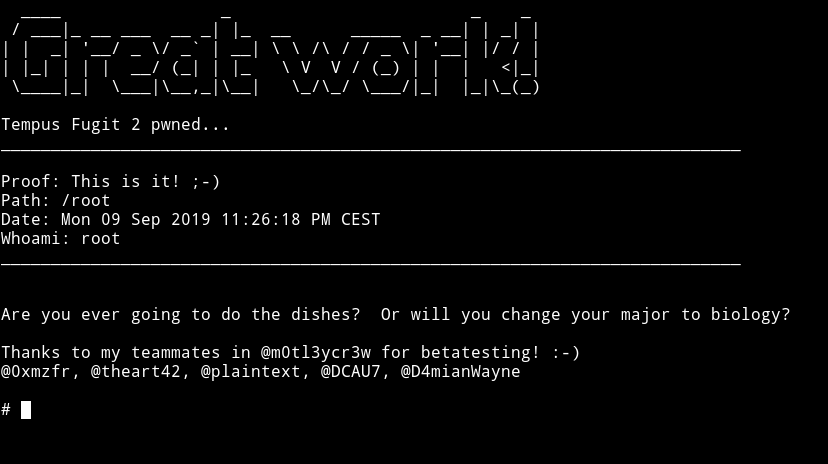 Great work!
Tempus Fugit 2 pwned...
Proof: This is it! ;-)
Path: /root
Date: Mon 09 Sep 2019 11:26:18 PM CEST
Whoami: root
Are you ever going to do the dishes?  Or will you change your major to biology?
Thanks to my teammates in @m0tl3ycr3w for betatesting! :-)
@0xmzfr, @theart42, @plaintext, @DCAU7, @D4mianWayne
#